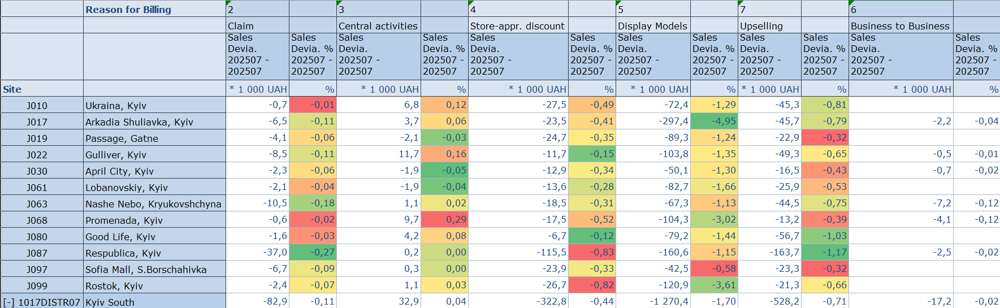 Reason for Billing 2 3 4 5 7 6
Claim Central activities Store-appr. discount Display Models Upselling Business to Business
Sales Sales Sales Sales Sales Sales Sales Sales Sales Sales Sales Sales
Devia. Devia. % Devia. Devia. % Devia. Devia. % Devia. Devia. % Devia. Devia. % Devia. Devia. %
202507 - 202507 - 202507 - 202507 - 202507 - 202507 - 202507 - 202507 - 202507 - 202507 - 202507 - 202507 -
202507 202507 202507 202507 202507 202507 202507 202507 202507 202507 202507 202507
Site * 1 000 UAH % * 1 000 UAH % * 1 000 UAH % * 1 000 UAH % * 1 000 UAH % * 1 000 UAH %
J010 Ukraina, Kyiv -0,7 -0,01 6,8 0,12 -27,5 -0,49 -72,4 -1,29 -45,3 -0,81
J017 Arkadia Shuliavka, Kyiv -6,5 -0,11 3,7 0,06 -23,5 -0,41 -297,4 -4,95 -45,7 -0,79 -2,2 -0,04
J019 Passage, Gatne -4,1 -0,06 -2,1 -0,03 -24,7 -0,35 -89,3 -1,24 -22,9 -0,32
J022 Gulliver, Kyiv -8,5 -0,11 11,7 0,16 -11,7 -0,15 -103,8 -1,35 -49,3 -0,65 -0,5 -0,01
J030 April City, Kyiv -2,3 -0,06 -1,9 -0,05 -12,9 -0,34 -50,1 -1,30 -16,5 -0,43 -0,7 -0,02
J061 Lobanovskiy, Kyiv -2,1 -0,04 -1,9 -0,04 -13,6 -0,28 -82,7 -1,66 -25,9 -0,53
J063 Nashe Nebo, Kryukovshchyna -10,5 -0,18 1,1 0,02 -18,5 -0,31 -67,3 -1,13 -44,5 -0,75 -7,2 -0,12
J068 Promenada, Kyiv -0,6 -0,02 9,7 0,29 -17,5 -0,52 -104,3 -3,02 -13,2 -0,39 -4,1 -0,12
J080 Good Life, Kyiv -1,6 -0,03 4,2 0,08 -6,7 -0,12 -79,2 -1,44 -56,7 -1,03
J087 Respublica, Kyiv -37,0 -0,27 0,2 0,00 -115,5 -0,83 -160,6 -1,15 -163,7 -1,17 -2,5 -0,02
J097 Sofia Mall, S.Borschahivka -6,7 -0,09 0,3 0,00 -23,9 -0,33 -42,5 -0,58 -23,3 -0,32
J099 Rostok, Kyiv -2,4 -0,07 1,1 0,03 -26,7 -0,82 -120,9 -3,61 -21,3 -0,66
[-] 1017DISTR07 Kyiv South -82,9 -0,11 32,9 0,04 -322,8 -0,44 -1 270,4 -1,70 -528,2 -0,71 -17,2 -0,02